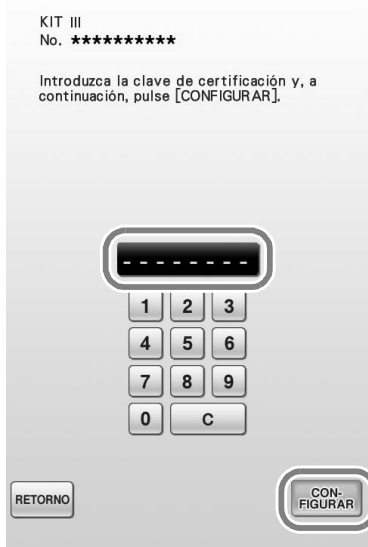 KIT III
No. **********
Introduzca la clave de certificación y, a
continuación, pulse [CONFIGURAR].
- - - - - - - -
1 2 3
4 5 6
7 8 9
0 C
RETORNO
CON-
FIGURAR